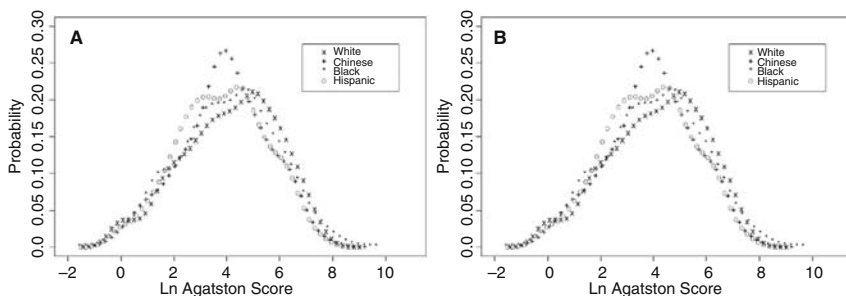 A
White
Chinese
Black
Hispanic
Probability
0.0 0.05 0.10 0.15 0.20 0.25 0.30
−2 0 2 4 6 8 10
Ln Agatston Score
B
White
Chinese
Black
Hispanic
Probability
0.0 0.05 0.10 0.15 0.20 0.25 0.30
−2 0 2 4 6 8 10
Ln Agatston Score